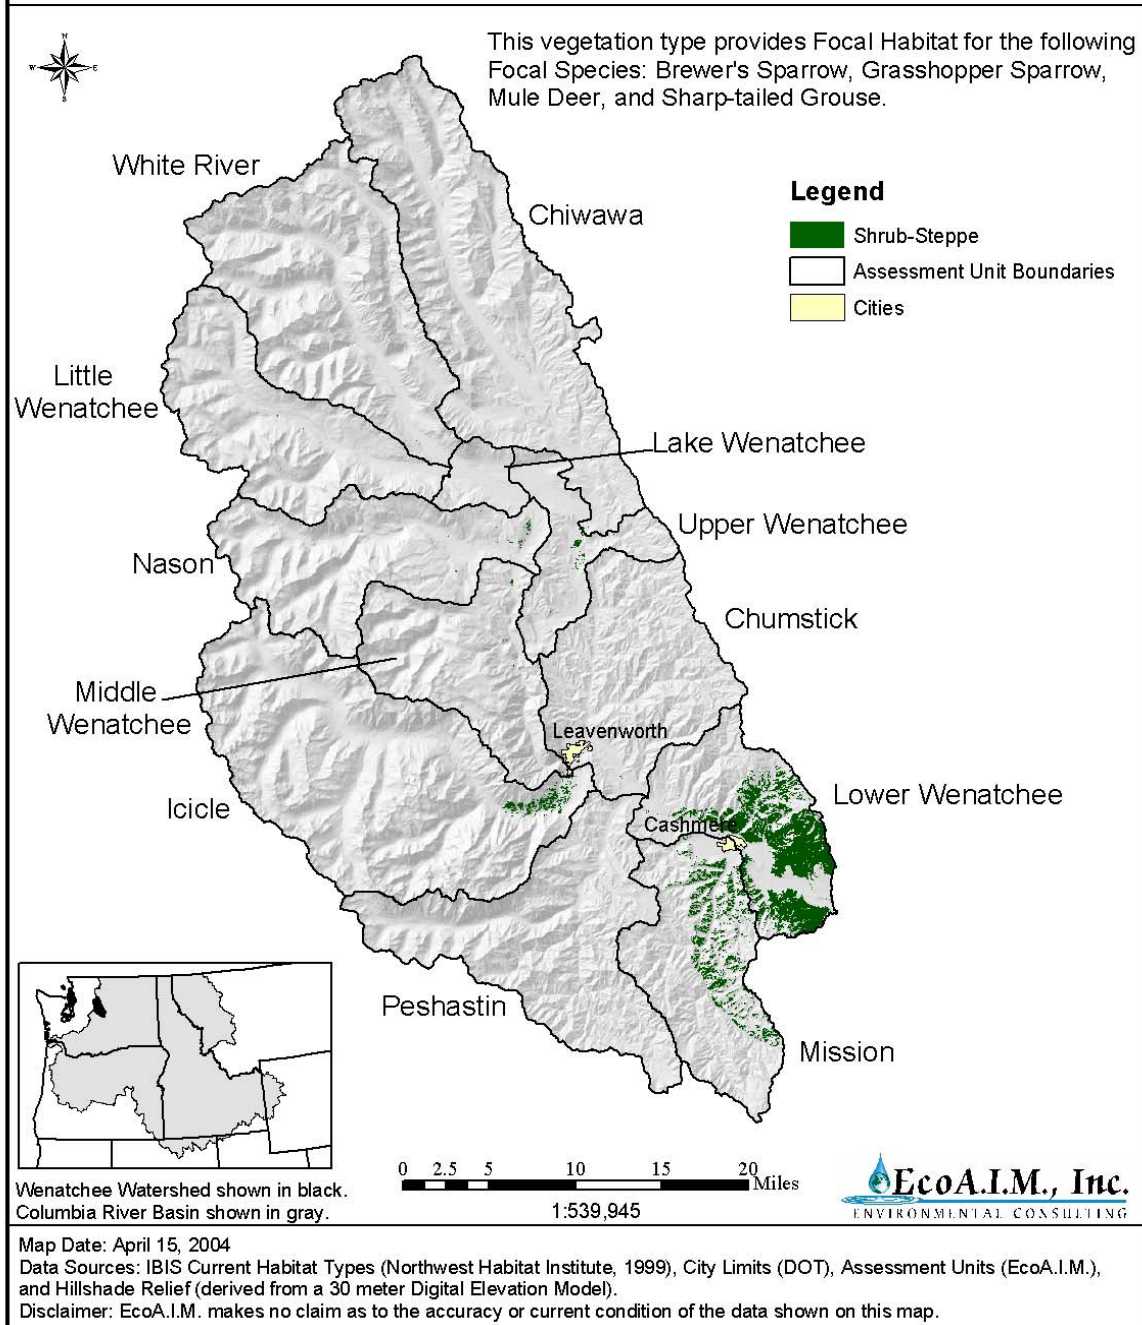 N
W
E
S
This vegetation type provides Focal Habitat for the following
Focal Species: Brewer's Sparrow, Grasshopper Sparrow,
Mule Deer, and Sharp-tailed Grouse.
White River
Chiwawa
Legend
Shrub-Steppe
Assessment Unit Boundaries
Cities
Little
Wenatchee
Lake Wenatchee
Upper Wenatchee
Nason
Chumstick
Middle
Wenatchee
Leavenworth
Icicle
Lower Wenatchee
Cashmere
Peshastin
Mission
0 2.5 5 10 15 20 Miles
1:539,945
Wenatchee Watershed shown in black.
Columbia River Basin shown in gray.
EcoA.I.M., Inc.
ENVIRONMENTAL CONSULTING
Map Date: April 15, 2004
Data Sources: IBIS Current Habitat Types (Northwest Habitat Institute, 1999), City Limits (DOT), Assessment Units (EcoA.I.M.),
and Hillshade Relief (derived from a 30 meter Digital Elevation Model).
Disclaimer: EcoA.I.M. makes no claim as to the accuracy or current condition of the data shown on this map.